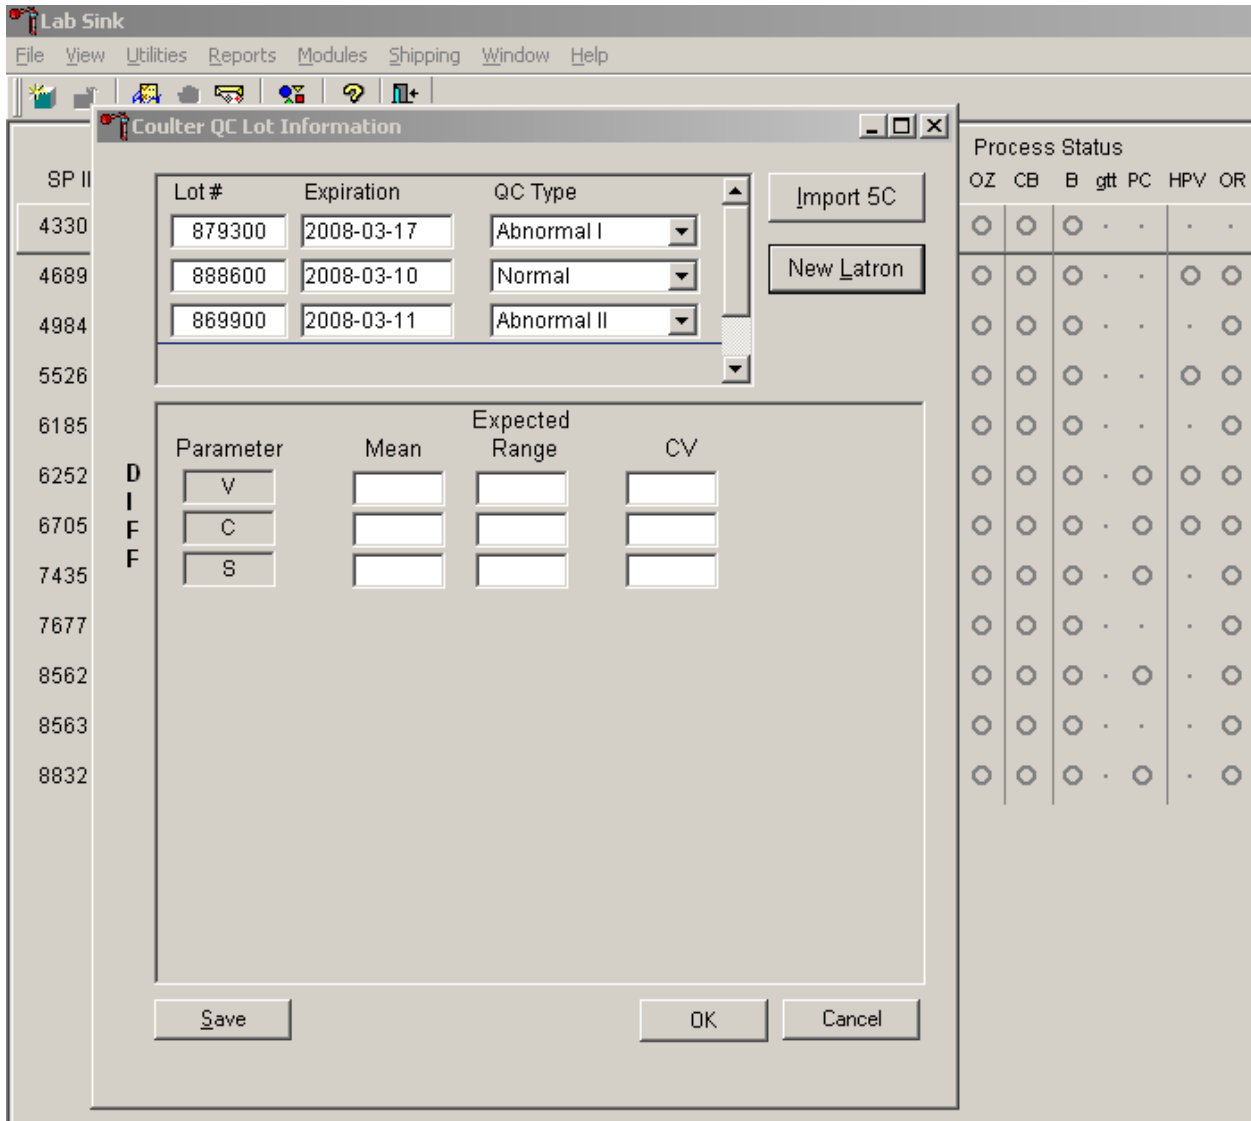 Lab Sink
File View Utilities Reports Modules Shipping Window Help
Coulter QC Lot Information
Process Status
SP II
OZ CB B gtt PC HPV OR
Lot # Expiration QC Type
Import 5C
4330
879300 2008-03-17 Abnormal I
New Latron
4689
888600 2008-03-10 Normal
4984
869900 2008-03-11 Abnormal II
5526
6185
Expected
Parameter Mean Range CV
6252
DIFF
V
6705
C
7435
S
7677
8562
8563
8832
Save OK Cancel